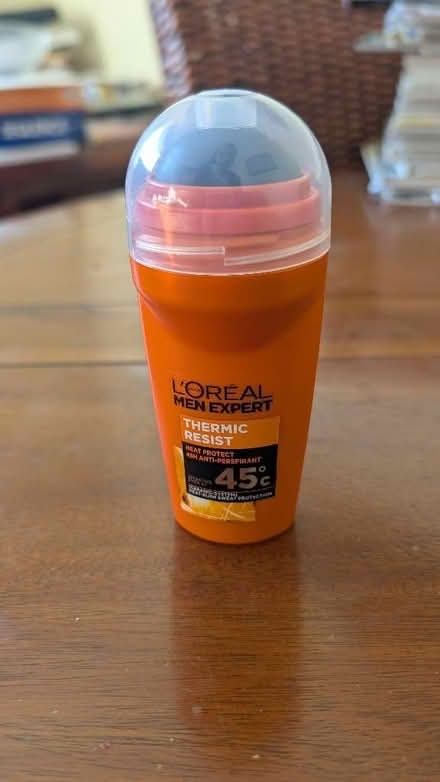 L'ORÉAL
MEN EXPERT
THERMIC
RESIST
HEAT PROTECT
48H ANTI-PERSPIRANT
45°C